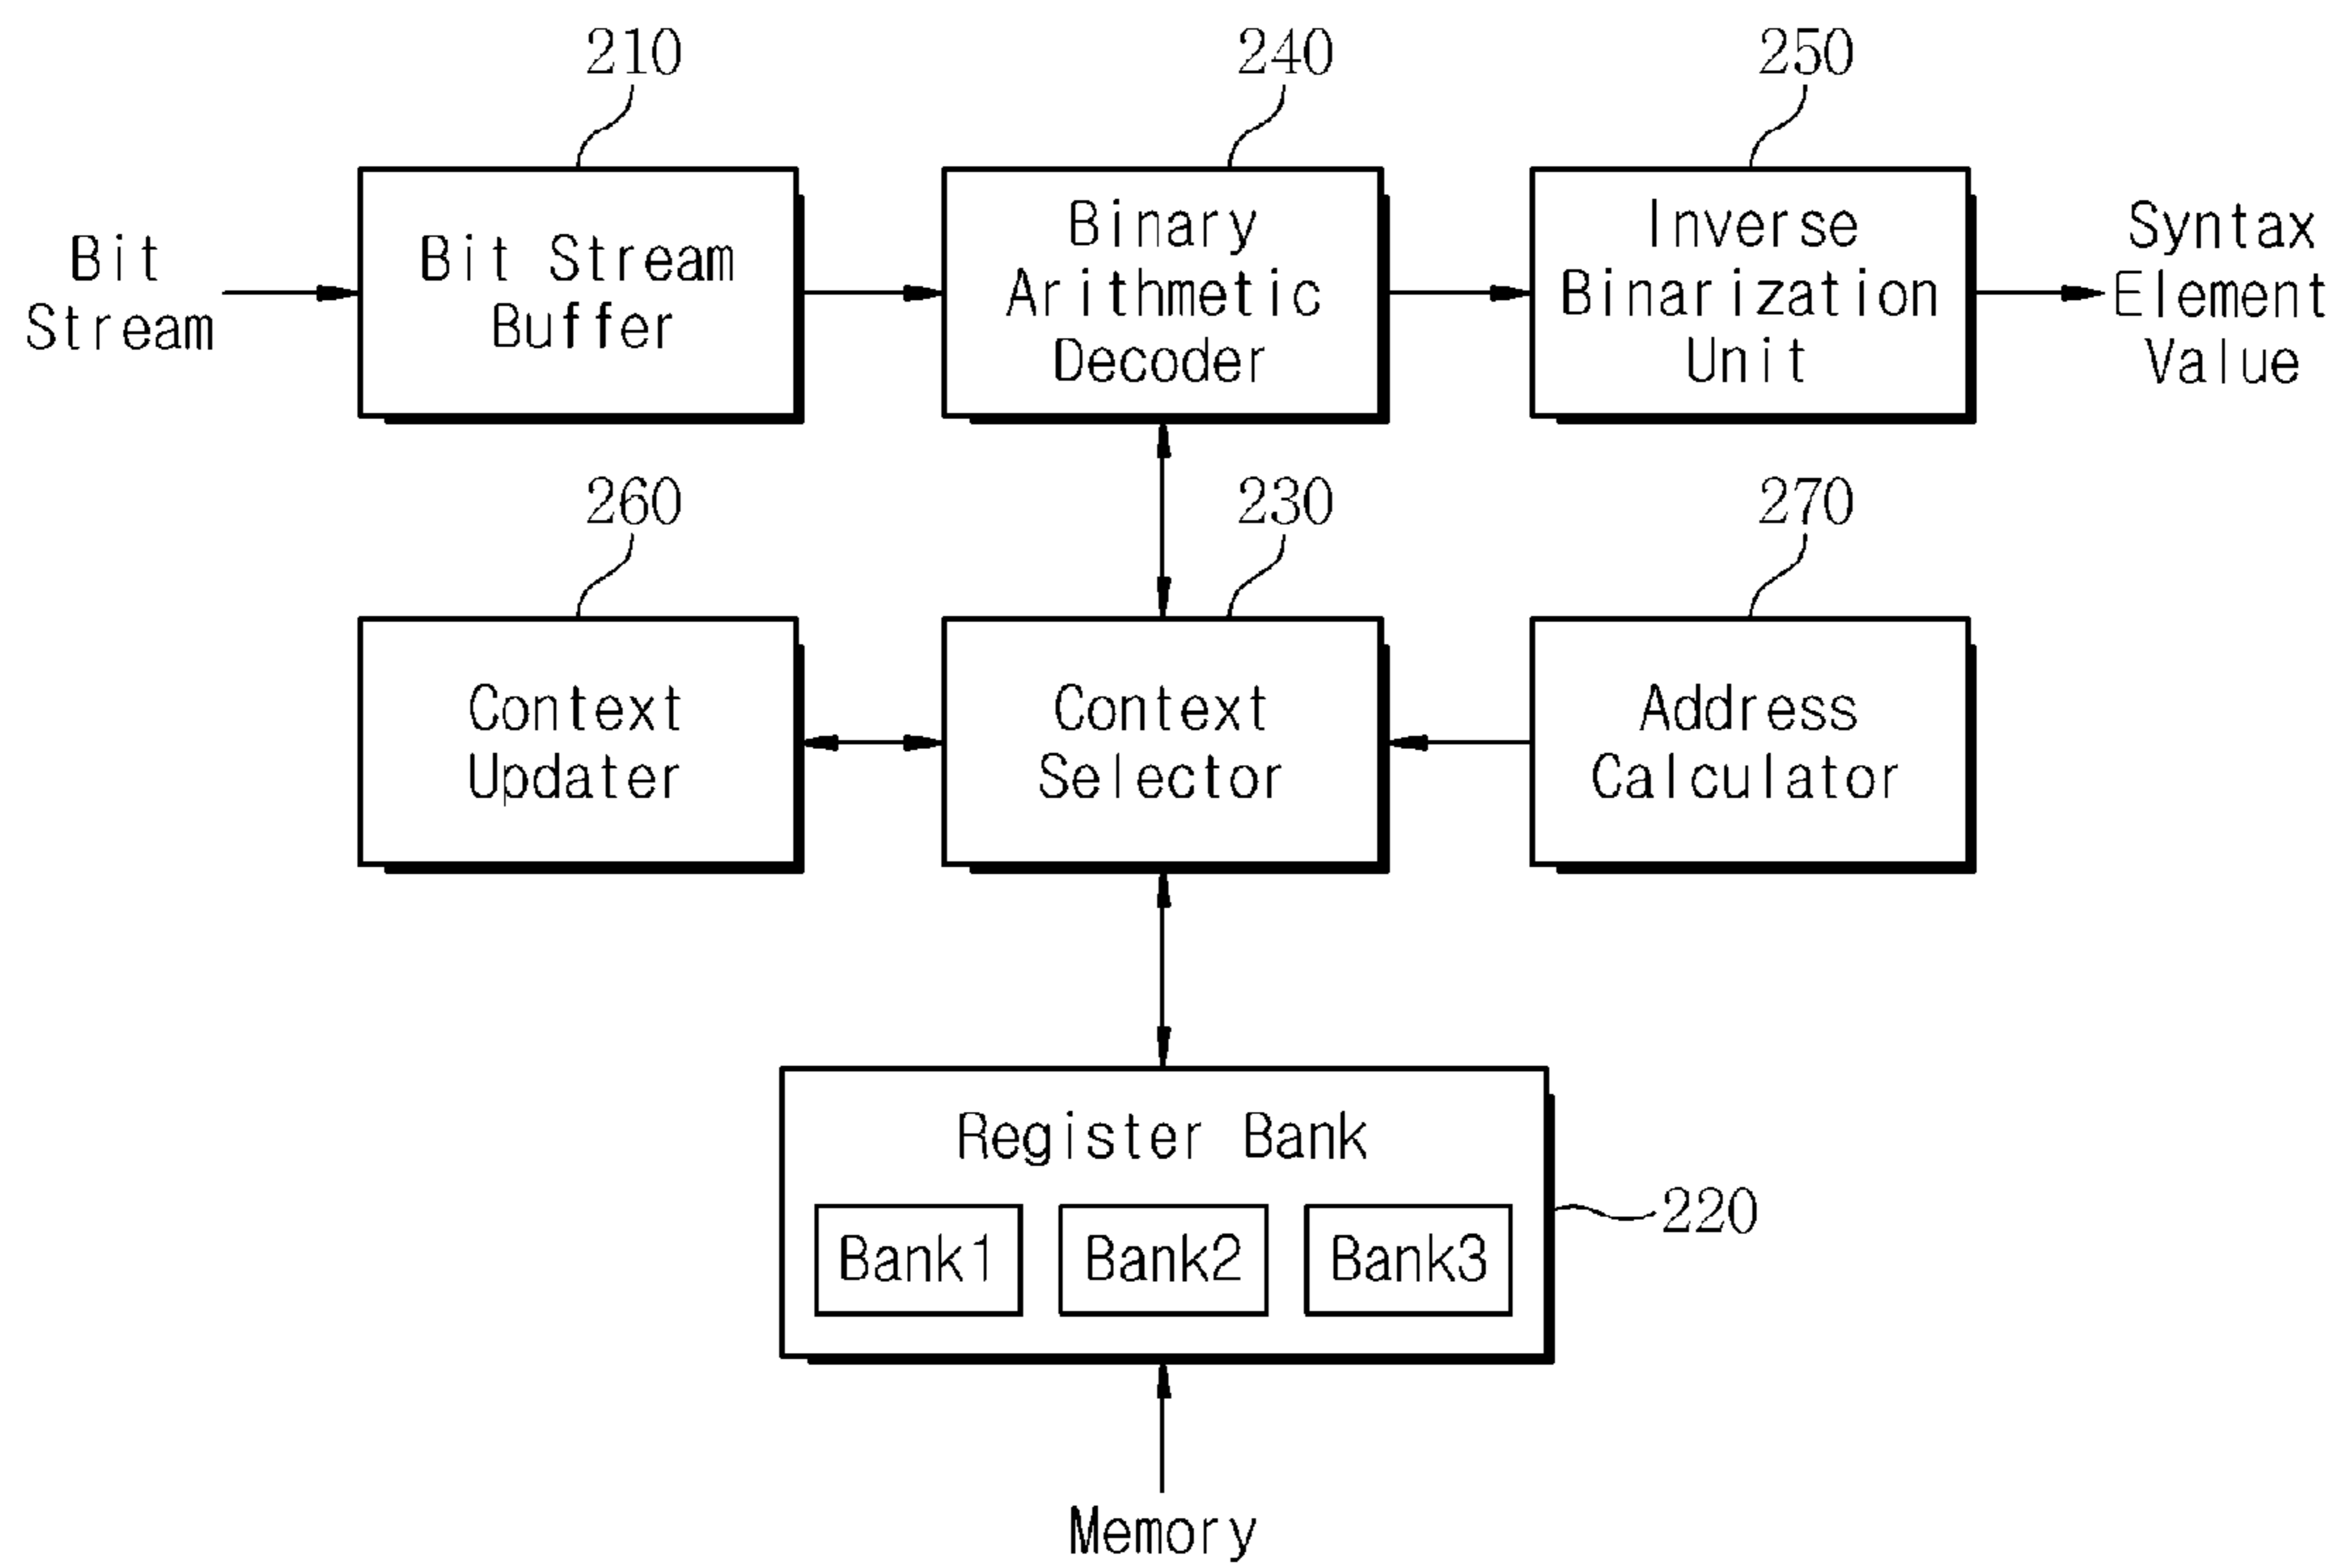 210
240
250
Bit
Stream
Bit Stream
Buffer
Binary
Arithmetic
Decoder
Inverse
Binarization
Unit
Syntax
Element
Value
260
230
270
Context
Updater
Context
Selector
Address
Calculator
Register Bank
Bank1
Bank2
Bank3
220
Memory